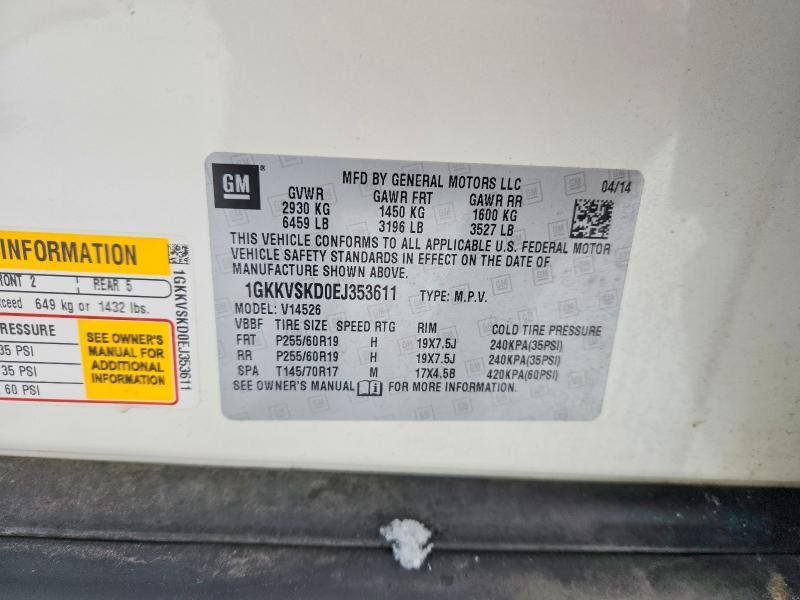 GM
MFD BY GENERAL MOTORS LLC
04/14
GVWR GAWR FRT GAWR RR
2930 KG 1450 KG 1600 KG
6459 LB 3196 LB 3527 LB
THIS VEHICLE CONFORMS TO ALL APPLICABLE U.S. FEDERAL MOTOR
VEHICLE SAFETY STANDARDS IN EFFECT ON THE DATE OF
MANUFACTURE SHOWN ABOVE.
1GKKVSKD0EJ353611 TYPE: M.P.V.
MODEL: V14526
VBBF TIRE SIZE SPEED RTG RIM COLD TIRE PRESSURE
FRT P255/60R19 H 19X7.5J 240KPA(35PSI)
RR P255/60R19 H 19X7.5J 240KPA(35PSI)
SPA T145/70R17 M 17X4.5B 420KPA(60PSI)
SEE OWNER'S MANUAL FOR MORE INFORMATION.
INFORMATION
RONT 2 REAR 5
xceed 649 kg or 1432 lbs.
PRESSURE
35 PSI
35 PSI
60 PSI
SEE OWNER'S
MANUAL FOR
ADDITIONAL
INFORMATION
1GKKVSKD0EJ353611